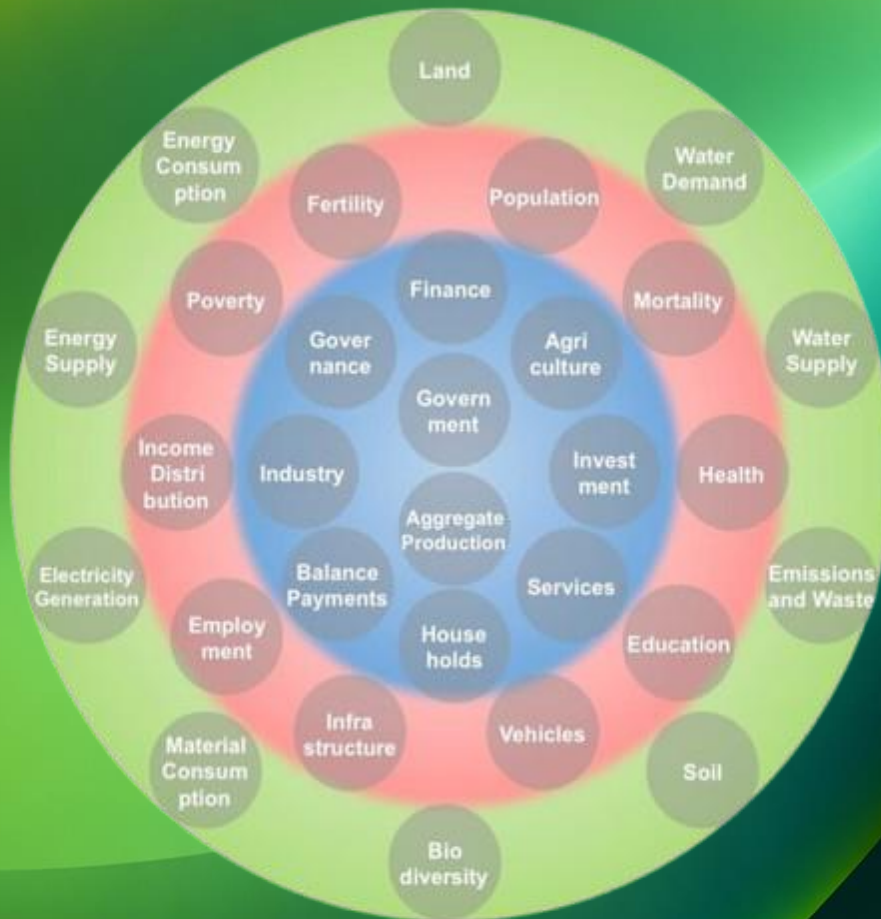 Land
Energy
Consum
ption
Water
Demand
Fertility
Population
Finance
Poverty
Mortality
Energy
Supply
Gover
nance
Agri
culture
Water
Supply
Govern
ment
Income
Distri
bution
Industry
Invest
ment
Health
Aggregate
Production
Electricity
Generation
Balance
Payments
Services
Emissions
and Waste
Employ
ment
House
holds
Education
Infra
structure
Vehicles
Material
Consum
ption
Soil
Bio
diversity